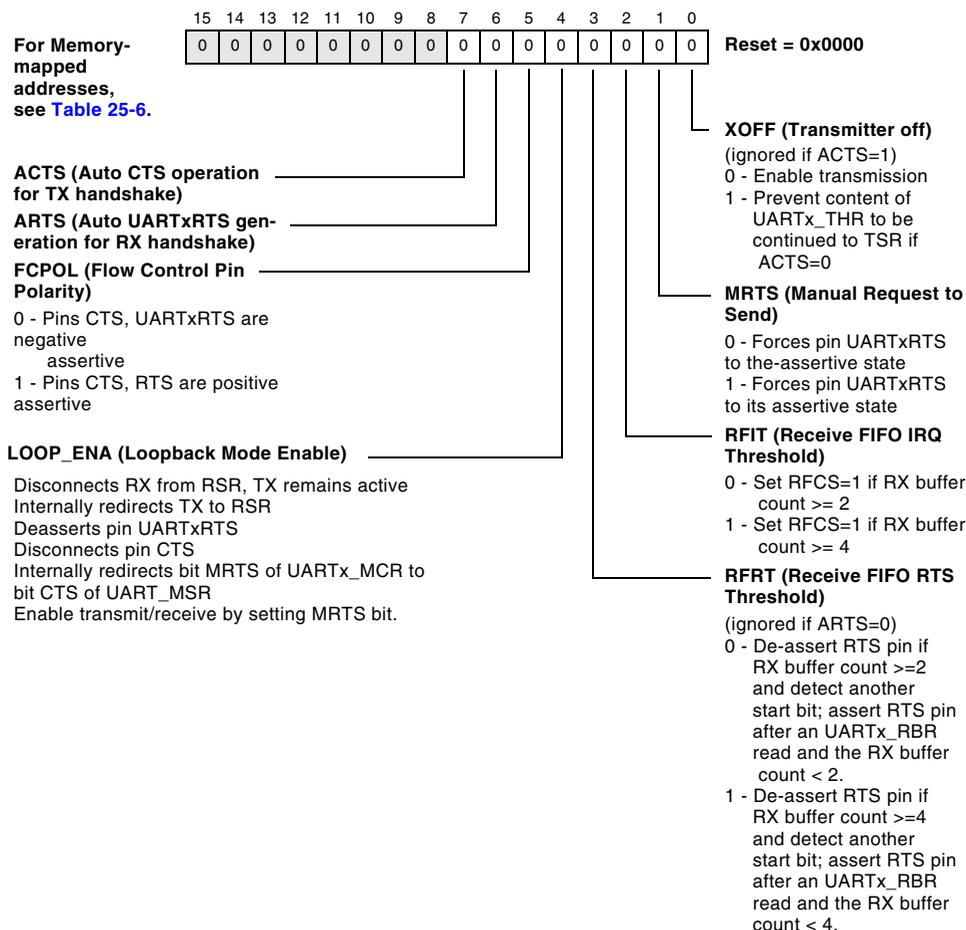 15 14 13 12 11 10 9 8 7 6 5 4 3 2 1 0
0 0 0 0 0 0 0 0 0 0 0 0 0 0 0 0
Reset = 0x0000
For Memory-
mapped
addresses,
see Table 25-6.
ACTS (Auto CTS operation
for TX handshake)
ARTS (Auto UARTxRTS gen-
eration for RX handshake)
FCPOL (Flow Control Pin
Polarity)
0 - Pins CTS, UARTxRTS are
negative
assertive
1 - Pins CTS, RTS are positive
assertive
LOOP_ENA (Loopback Mode Enable)
Disconnects RX from RSR, TX remains active
Internally redirects TX to RSR
Deasserts pin UARTxRTS
Disconnects pin CTS
Internally redirects bit MRTS of UARTx_MCR to
bit CTS of UART_MSR
Enable transmit/receive by setting MRTS bit.
XOFF (Transmitter off)
(ignored if ACTS=1)
0 - Enable transmission
1 - Prevent content of
UARTx_THR to be
continued to TSR if
ACTS=0
MRTS (Manual Request to
Send)
0 - Forces pin UARTxRTS
to the-assertive state
1 - Forces pin UARTxRTS
to its assertive state
RFIT (Receive FIFO IRQ
Threshold)
0 - Set RFCS=1 if RX buffer
count >= 2
1 - Set RFCS=1 if RX buffer
count >= 4
RFRT (Receive FIFO RTS
Threshold)
(ignored if ARTS=0)
0 - De-assert RTS pin if
RX buffer count >=2
and detect another
start bit; assert RTS pin
after an UARTx_RBR
read and the RX buffer
count < 2.
1 - De-assert RTS pin if
RX buffer count >=4
and detect another
start bit; assert RTS pin
after an UARTx_RBR
read and the RX buffer
count < 4.